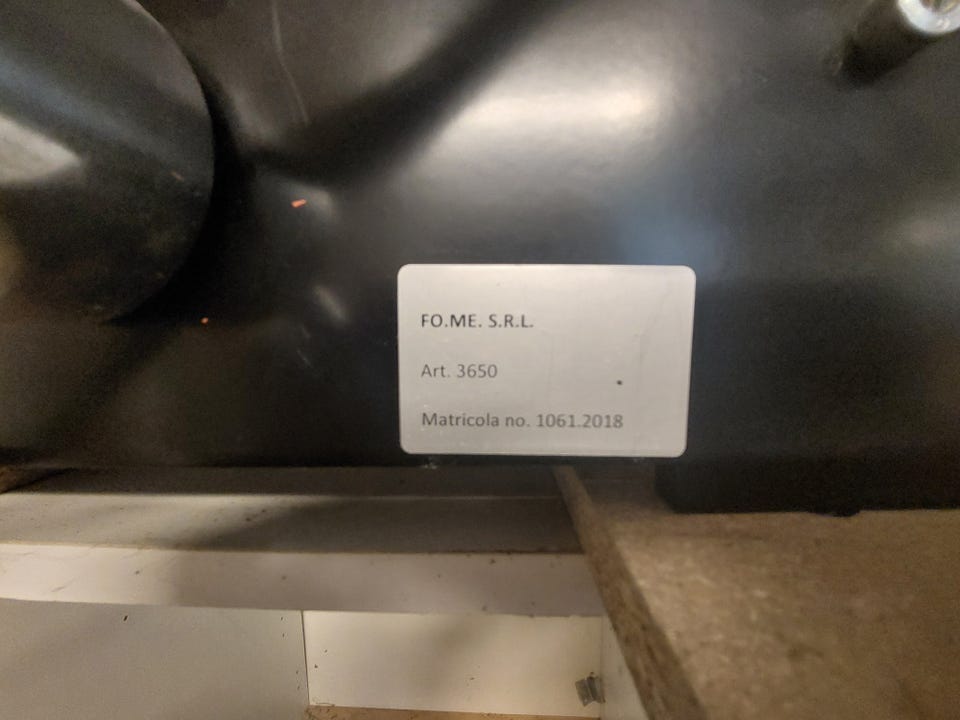 FO.ME. S.R.L.
Art. 3650
Matricola no. 1061.2018